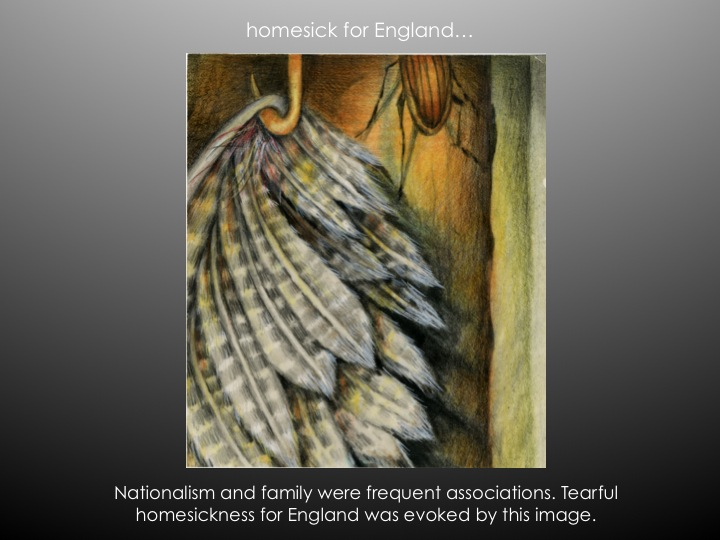 homesick for England…
Nationalism and family were frequent associations. Tearful
homesickness for England was evoked by this image.